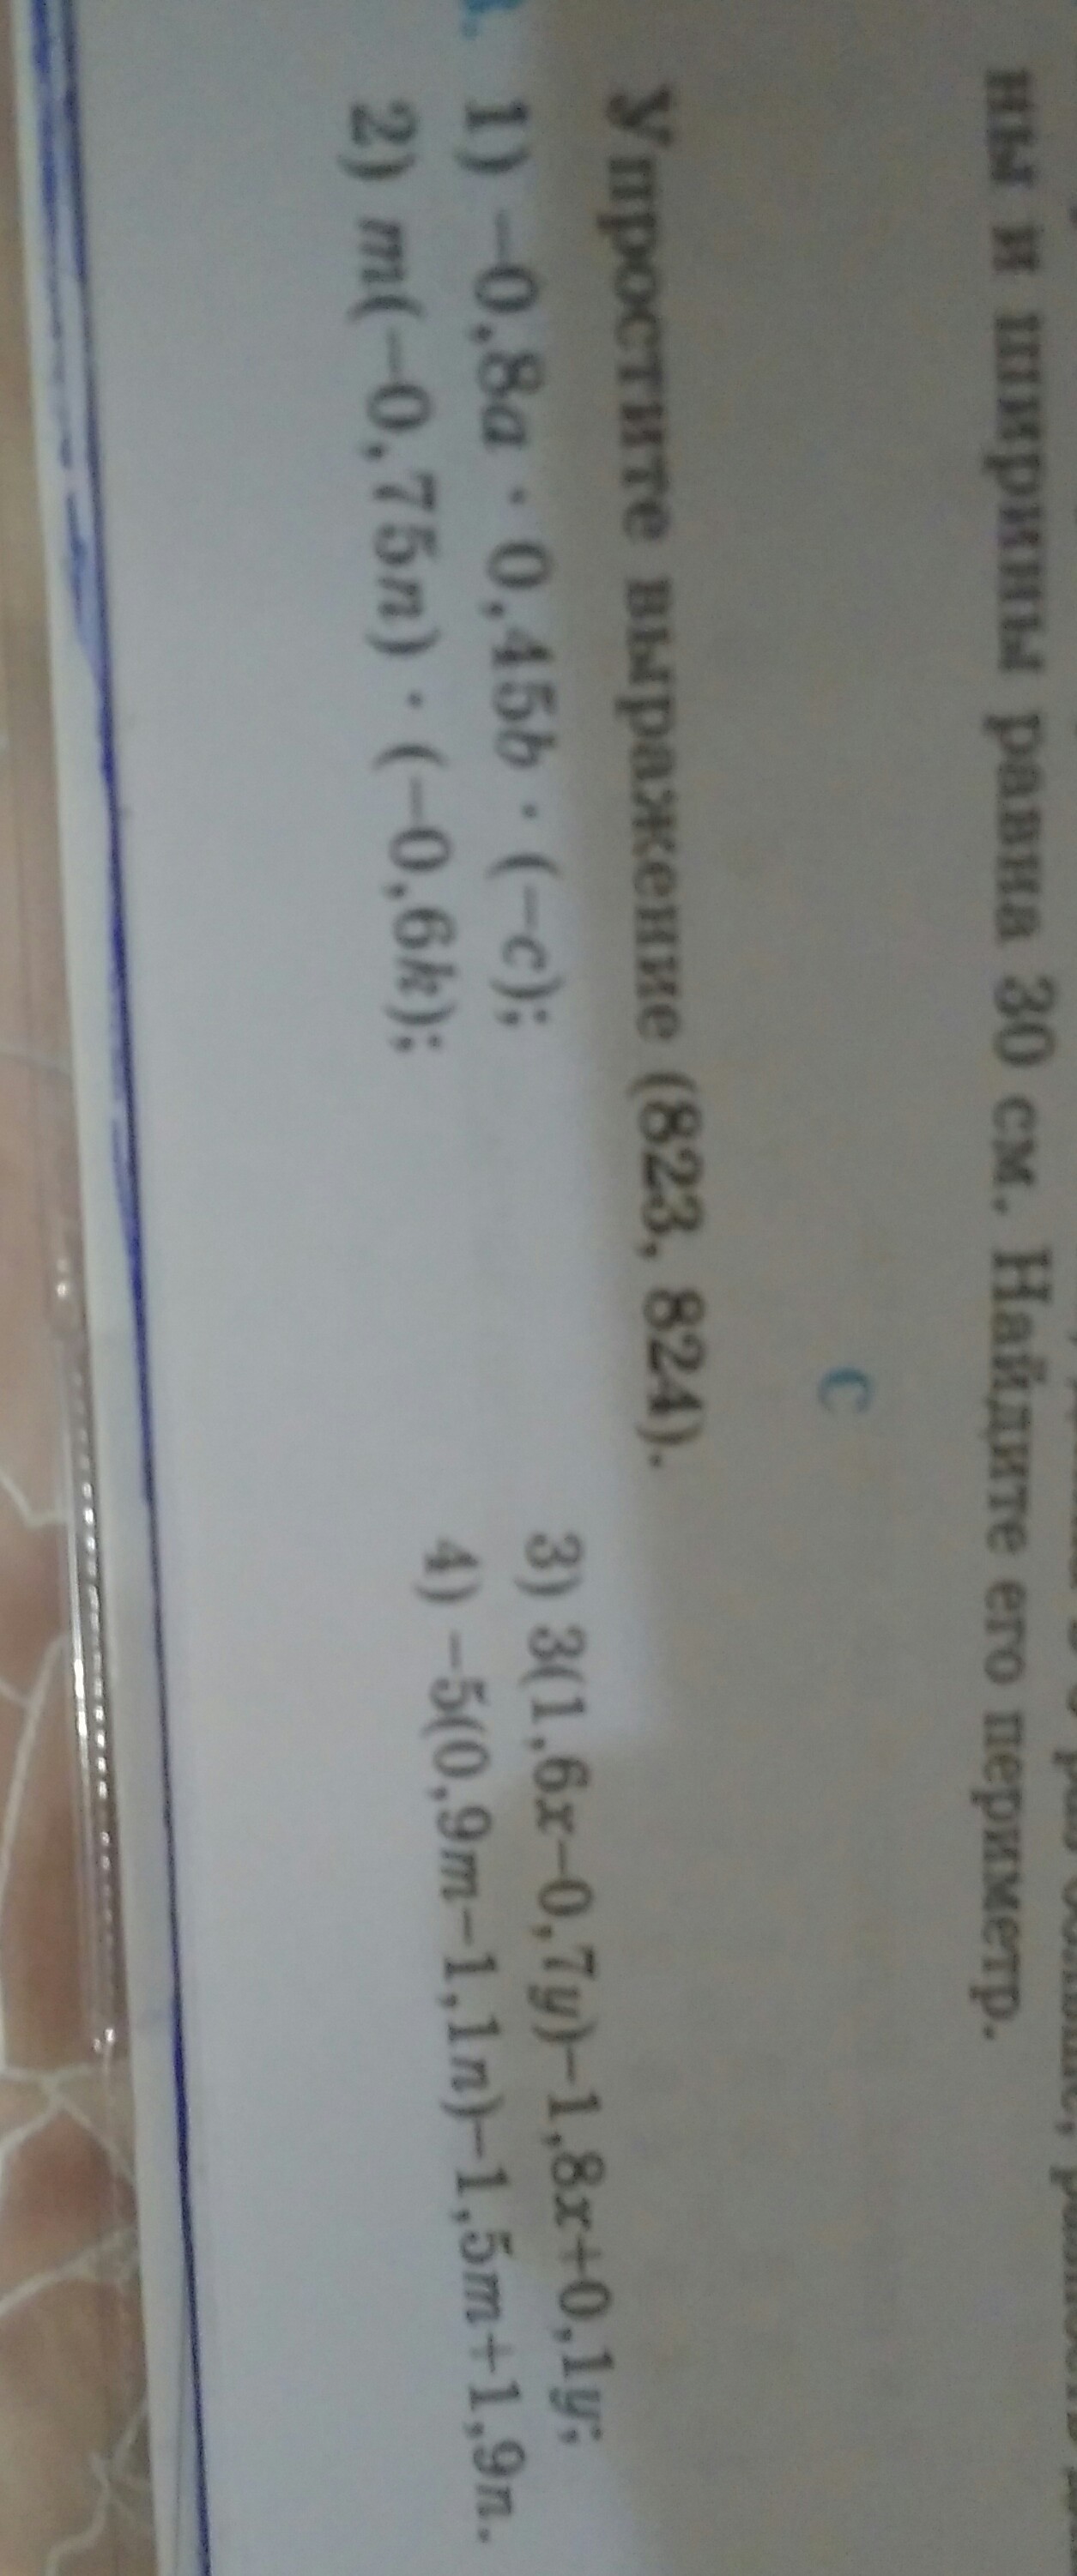 ны и ширины равна 30 см. Найдите его периметр.
С
Упростите выражение (823, 824).
1) –0,8a · 0,45b · (–c);
2) m(–0,75n) · (–0,6k);
3) 3(1,6x–0,7y)–1,8x+0,1y;
4) –5(0,9m–1,1n)–1,5m+1,9n.